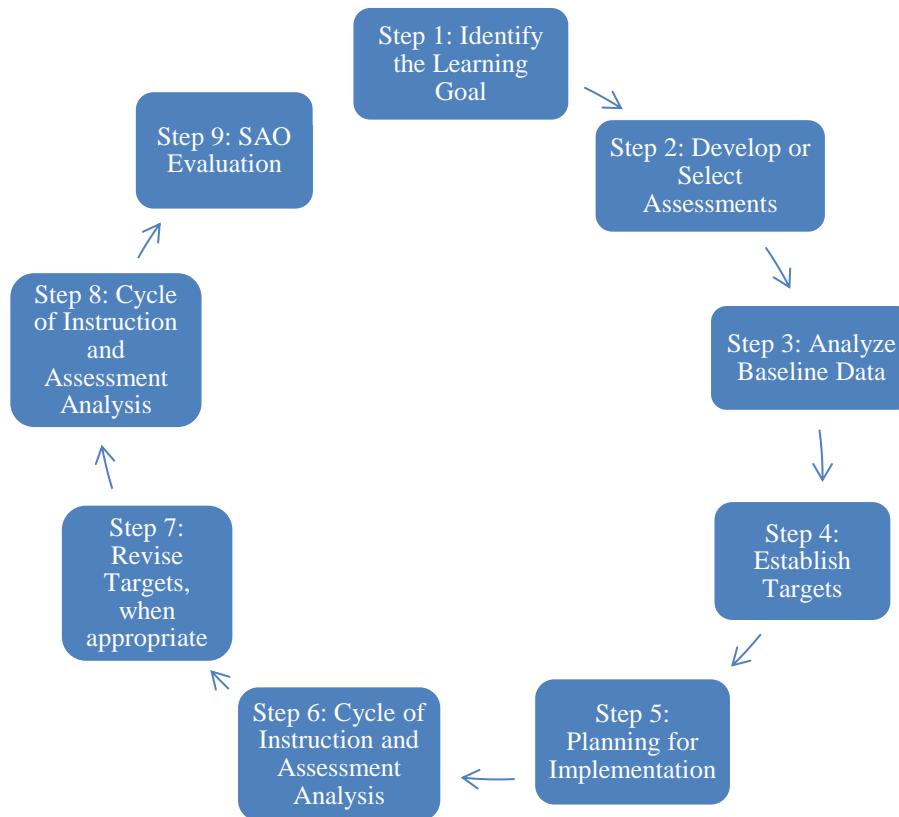 Step 1: Identify
the Learning
Goal
Step 2: Develop or
Select
Assessments
Step 3: Analyze
Baseline Data
Step 4:
Establish
Targets
Step 5:
Planning for
Implementation
Step 6: Cycle of
Instruction and
Assessment
Analysis
Step 7:
Revise
Targets,
when
appropriate
Step 8: Cycle
of Instruction
and
Assessment
Analysis
Step 9: SAO
Evaluation